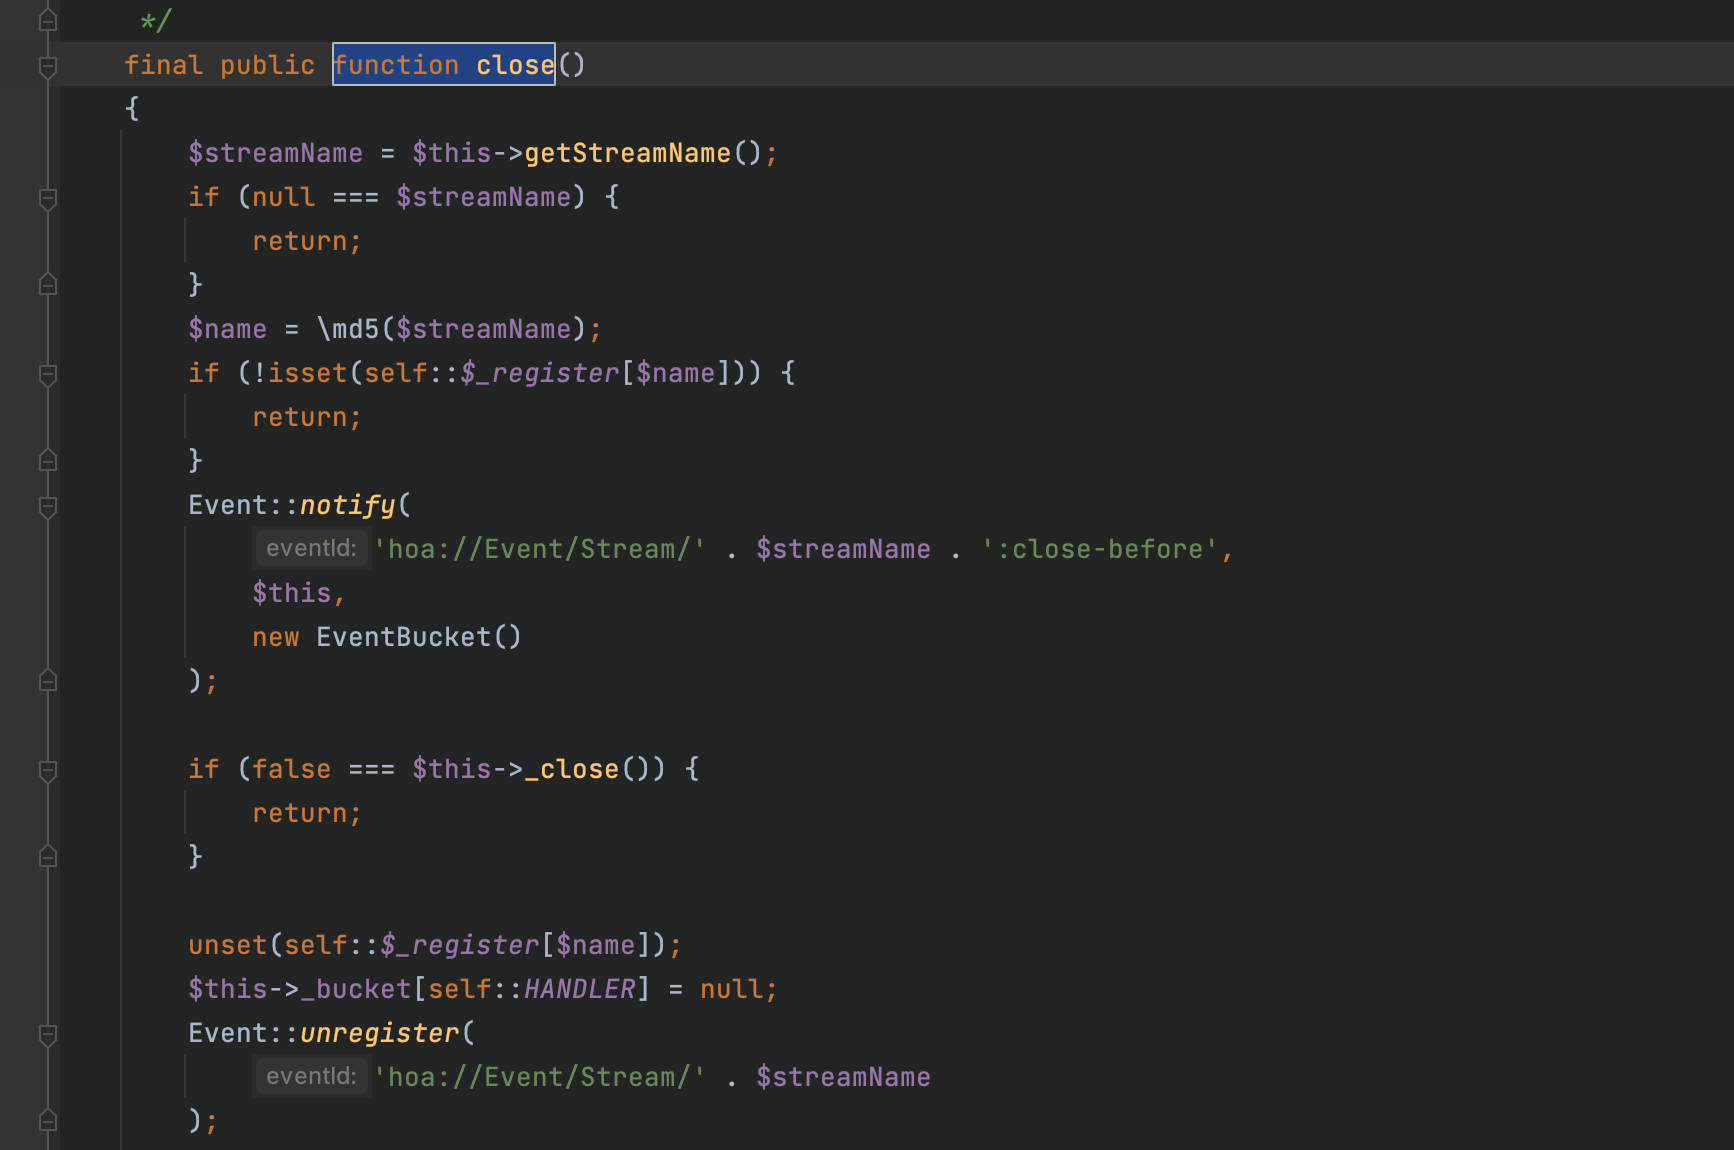 */
final public function close()
{
$streamName = $this->getStreamName();
if (null === $streamName) {
return;
}
$name = \md5($streamName);
if (!isset(self::$_register[$name])) {
return;
}
Event::notify(
eventId: 'hoa://Event/Stream/' . $streamName . ':close-before',
$this,
new EventBucket()
);
if (false === $this->_close()) {
return;
}
unset(self::$_register[$name]);
$this->_bucket[self::HANDLER] = null;
Event::unregister(
eventId: 'hoa://Event/Stream/' . $streamName
);